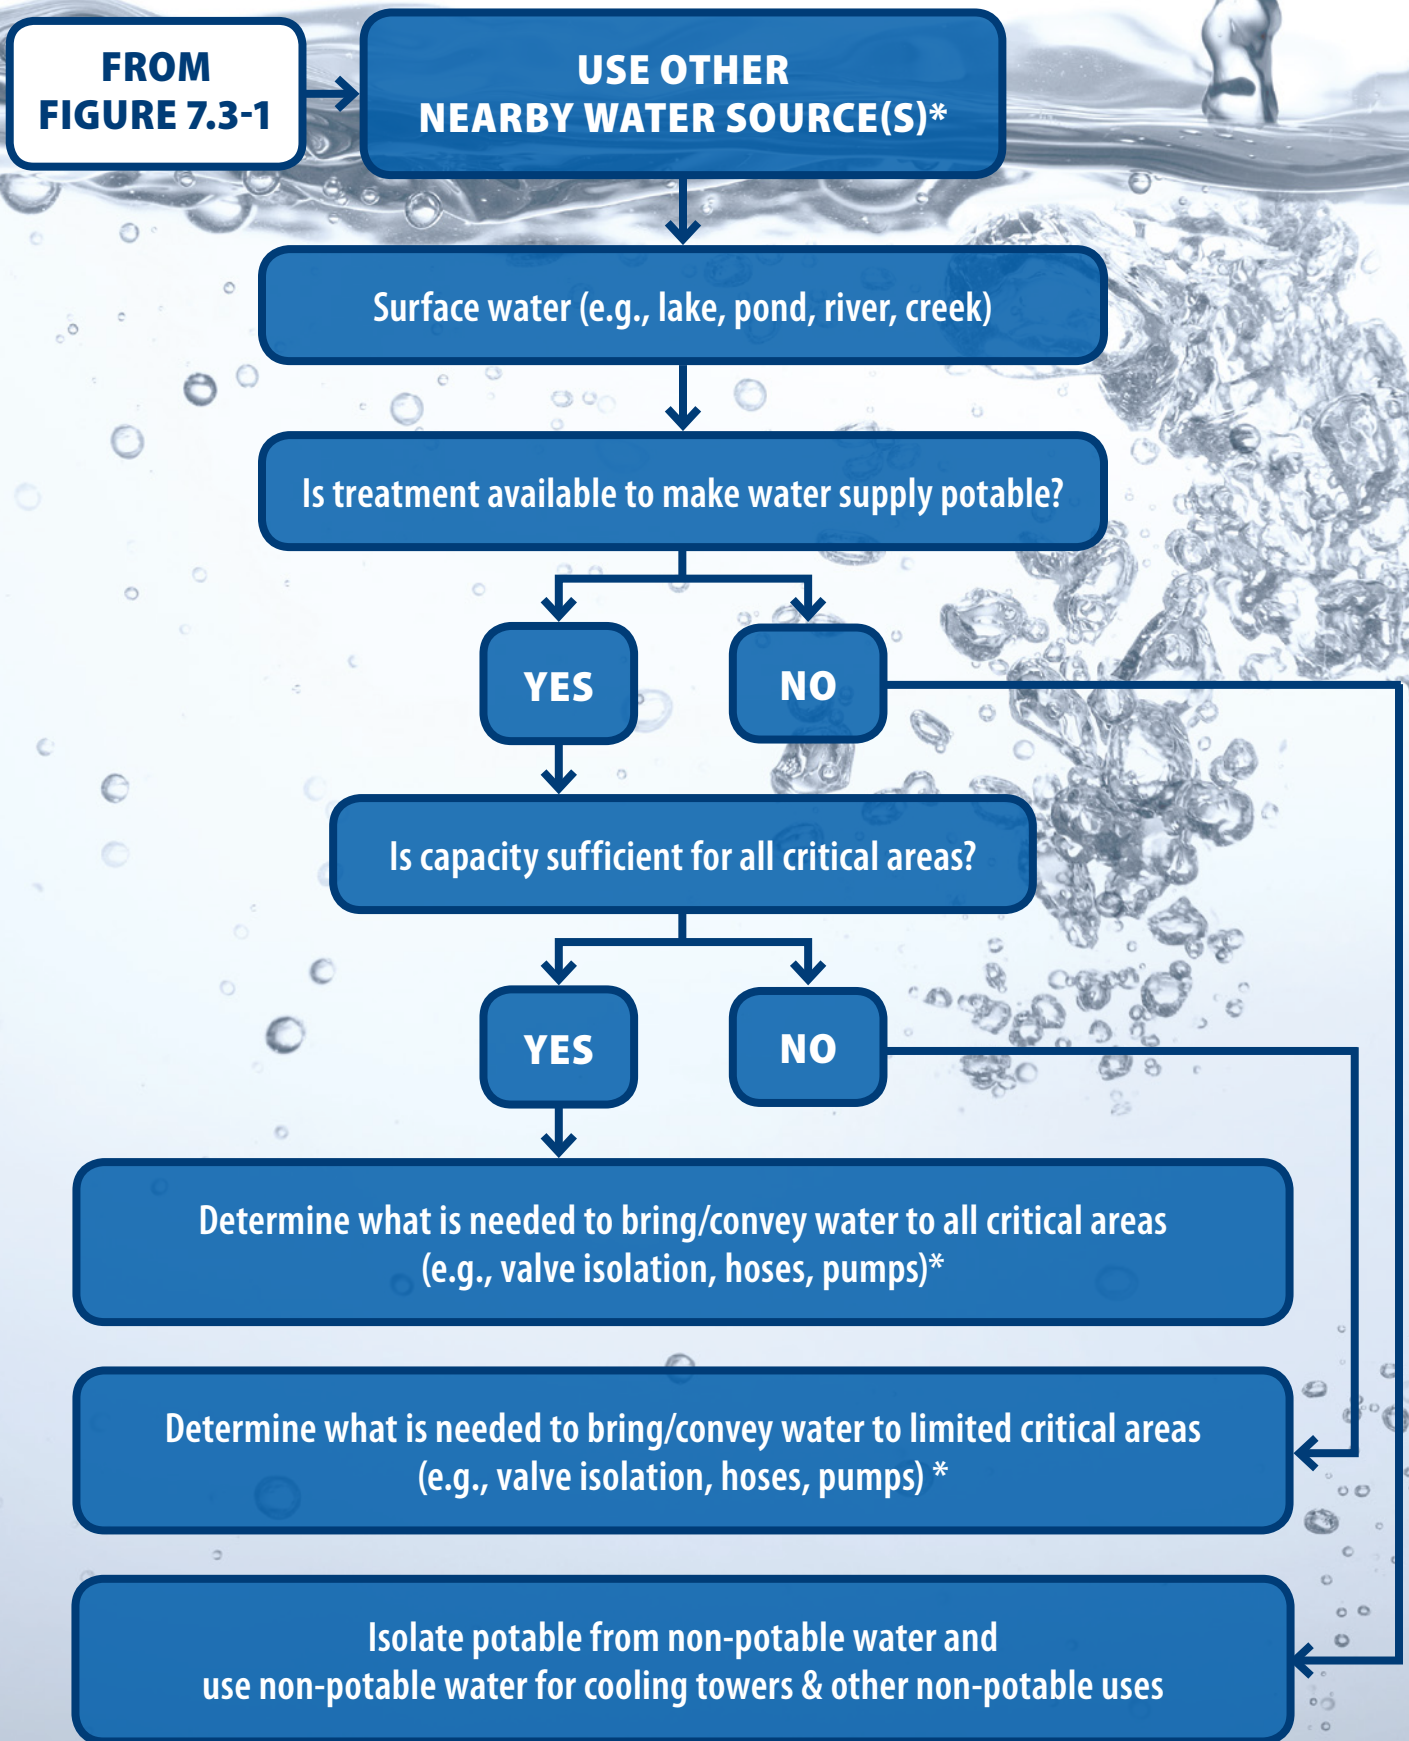 FROM
FIGURE 7.3-1
USE OTHER
NEARBY WATER SOURCE(S)*
Surface water (e.g., lake, pond, river, creek)
Is treatment available to make water supply potable?
YES
NO
Is capacity sufficient for all critical areas?
YES
NO
Determine what is needed to bring/convey water to all critical areas
(e.g., valve isolation, hoses, pumps)*
Determine what is needed to bring/convey water to limited critical areas
(e.g., valve isolation, hoses, pumps) *
Isolate potable from non-potable water and
use non-potable water for cooling towers & other non-potable uses